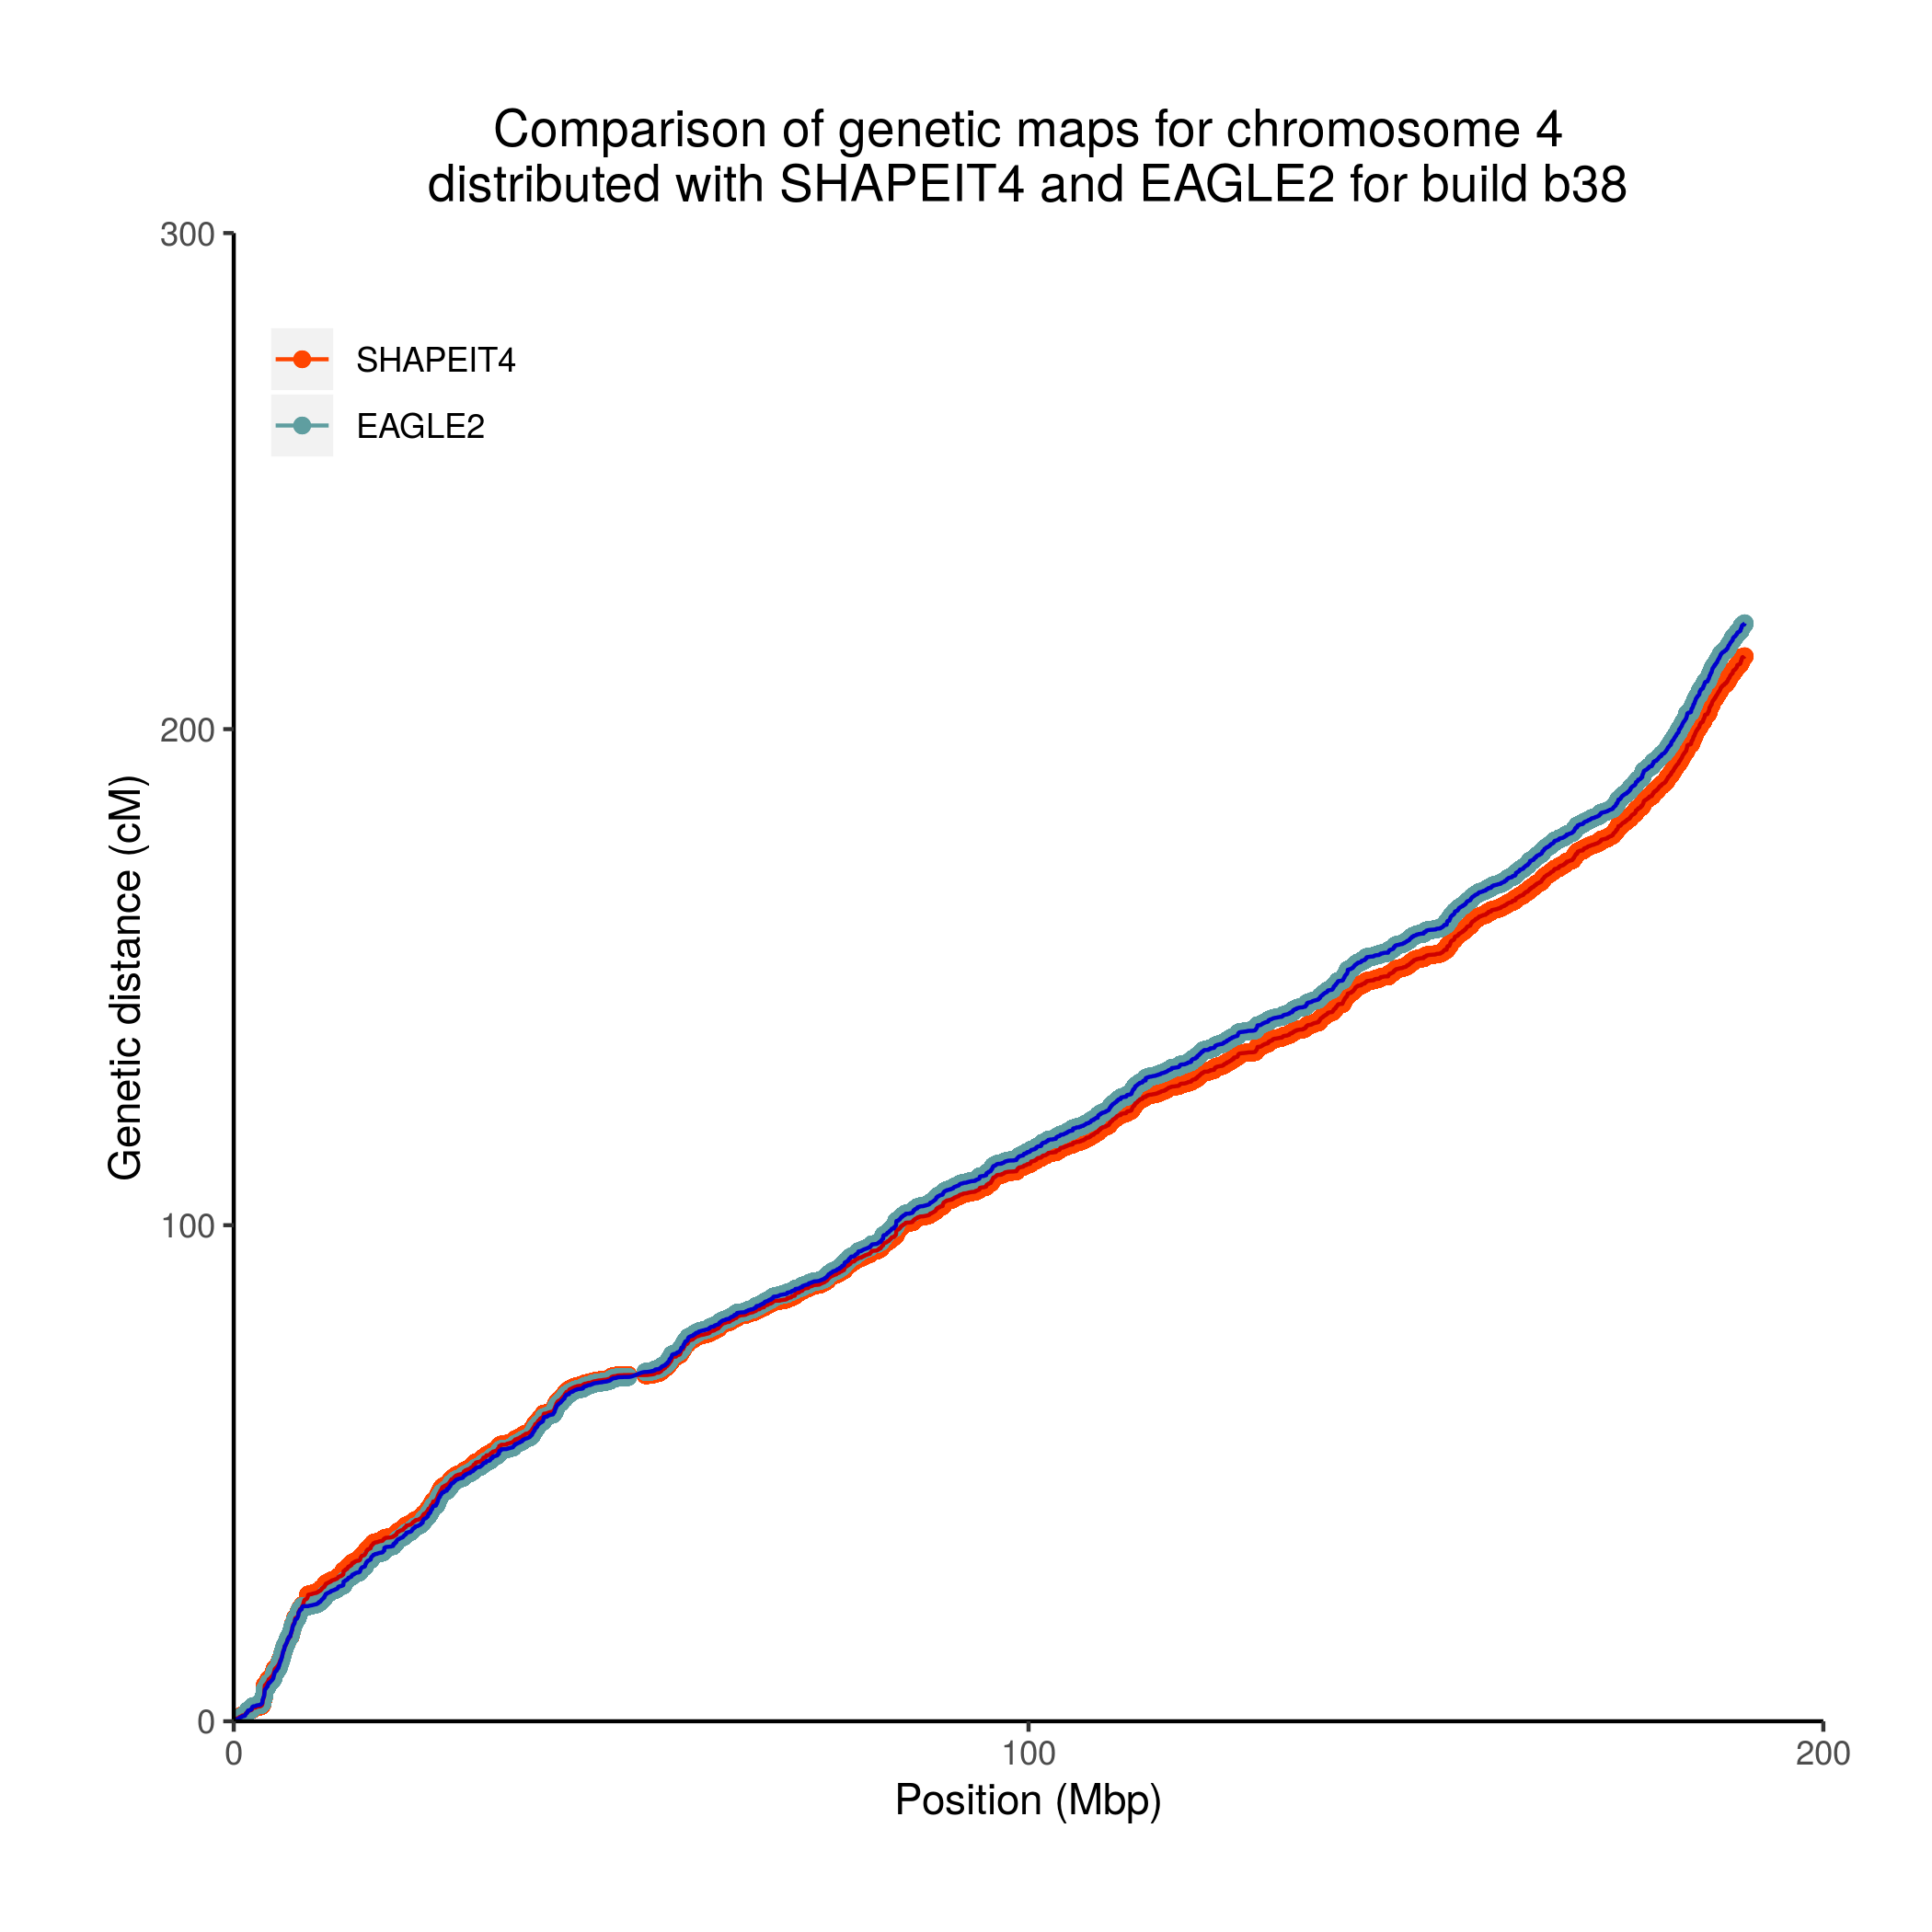 Comparison of genetic maps for chromosome 4
distributed with SHAPEIT4 and EAGLE2 for build b38
300
SHAPEIT4
EAGLE2
200
Genetic distance (cM)
100
0
0 100 200
Position (Mbp)